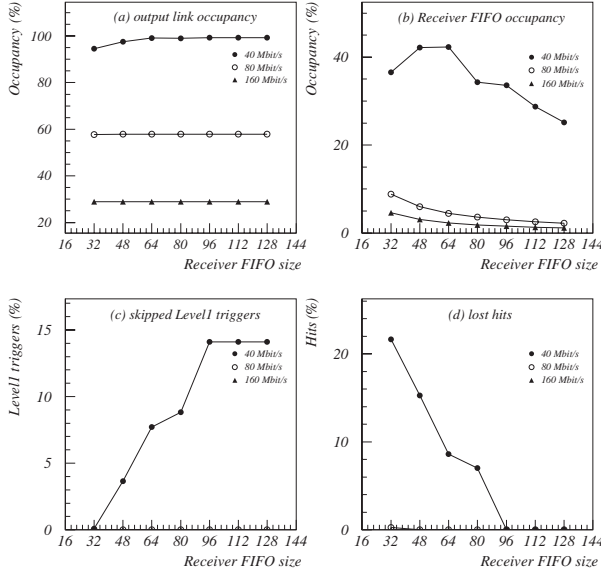 (a) output link occupancy
Occupancy (%)
100
80
60
40
20
40 Mbit/s
80 Mbit/s
160 Mbit/s
16 32 48 64 80 96 112 128 144
Receiver FIFO size
(b) Receiver FIFO occupancy
Occupancy (%)
40
20
0
40 Mbit/s
80 Mbit/s
160 Mbit/s
16 32 48 64 80 96 112 128 144
Receiver FIFO size
(c) skipped Level1 triggers
Level1 triggers (%)
15
10
5
0
40 Mbit/s
80 Mbit/s
160 Mbit/s
16 32 48 64 80 96 112 128 144
Receiver FIFO size
(d) lost hits
Hits (%)
20
10
0
40 Mbit/s
80 Mbit/s
160 Mbit/s
16 32 48 64 80 96 112 128 144
Receiver FIFO size